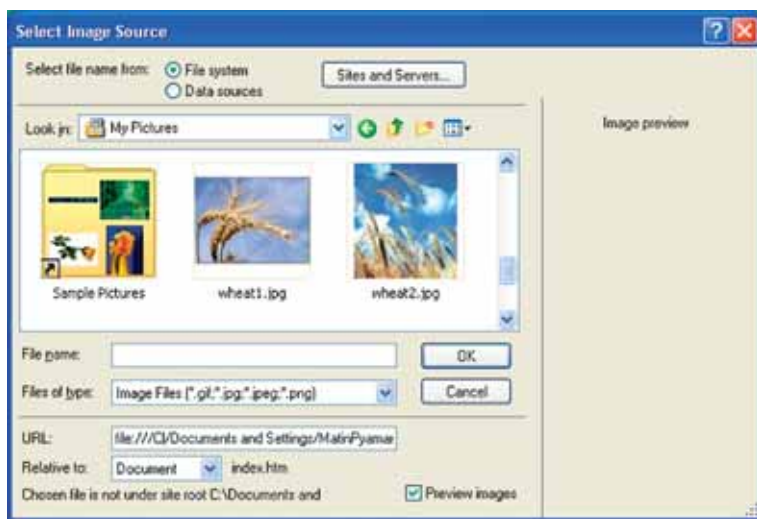 Select Image Source
Select file name from: File system Sites and Servers...
Data sources
Look in: My Pictures
Image preview
Sample Pictures wheat1.jpg wheat2.jpg
File name: OK
Files of type: Image Files (*.gif;*.jpg;*.jpeg;*.png) Cancel
URL: file:///C|/Documents and Settings/MatinPyamar
Relative to: Document index.htm
Chosen file is not under site root C:\Documents and Preview images